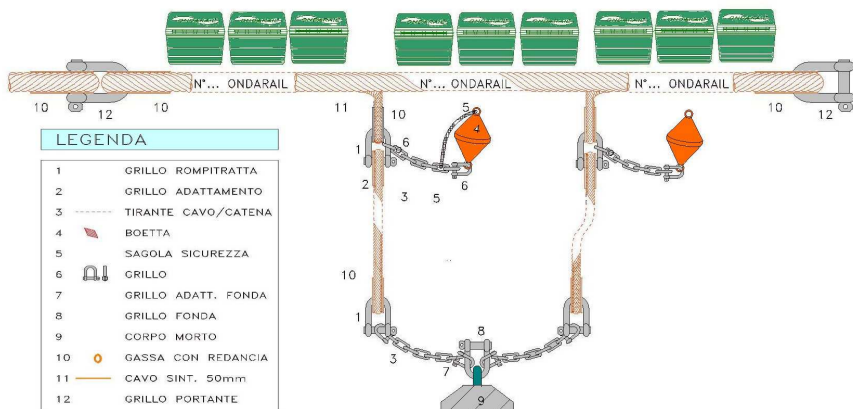 N°... ONDARAIL N°... ONDARAIL N°... ONDARAIL
10 12 10 11 10 5 4 10 12
LEGENDA
1 GRILLO ROMPITRATTA
2 GRILLO ADATTAMENTO
3 TIRANTE CAVO/CATENA
4 BOETTA
5 SAGOLA SICUREZZA
6 GRILLO
7 GRILLO ADATT. FONDA
8 GRILLO FONDA
9 CORPO MORTO
10 GASSA CON REDANCIA
11 CAVO SINT. 50mm
12 GRILLO PORTANTE
1 6
2 3 5 6
10
1 8
3 7
9